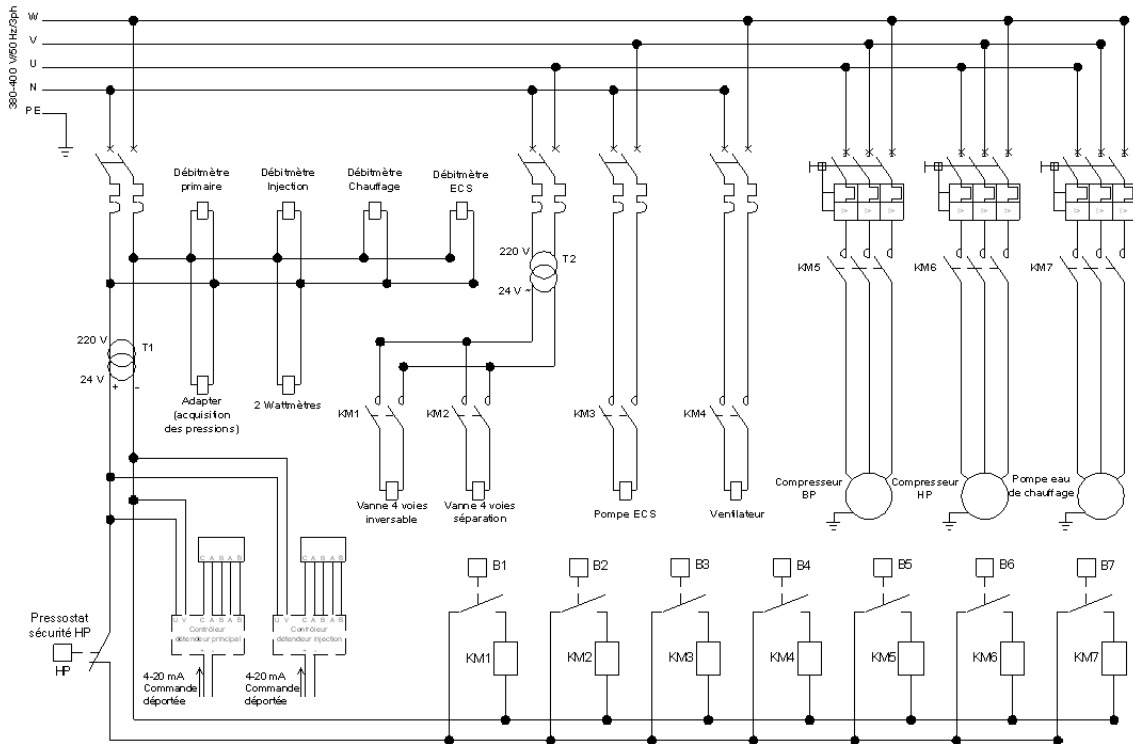 380-400 V/50 Hz/3ph
W
V
U
N
PE
Débitmètre
primaire
Débitmètre
Injection
Débitmètre
Chauffage
Débitmètre
ECS
220 V
24 V ~
T2
KM5
KM6
KM7
220 V
24 V
T1
+ -
Adapter
(acquisition
des pressions)
2 Wattmètres
KM1
KM2
KM3
KM4
Vanne 4 voies
inversable
Vanne 4 voies
séparation
Pompe ECS
Ventilateur
Compresseur
BP
Compresseur
HP
Pompe eau
de chauffage
C A B A B
C A B A B
U V C A B A B
U V C A B A B
Contrôleur
détendeur principal
+ -
Contrôleur
détendeur injection
+ -
4-20 mA
Commande
déportée
4-20 mA
Commande
déportée
Pressostat
sécurité HP
HP
B1
B2
B3
B4
B5
B6
B7
KM1
KM2
KM3
KM4
KM5
KM6
KM7